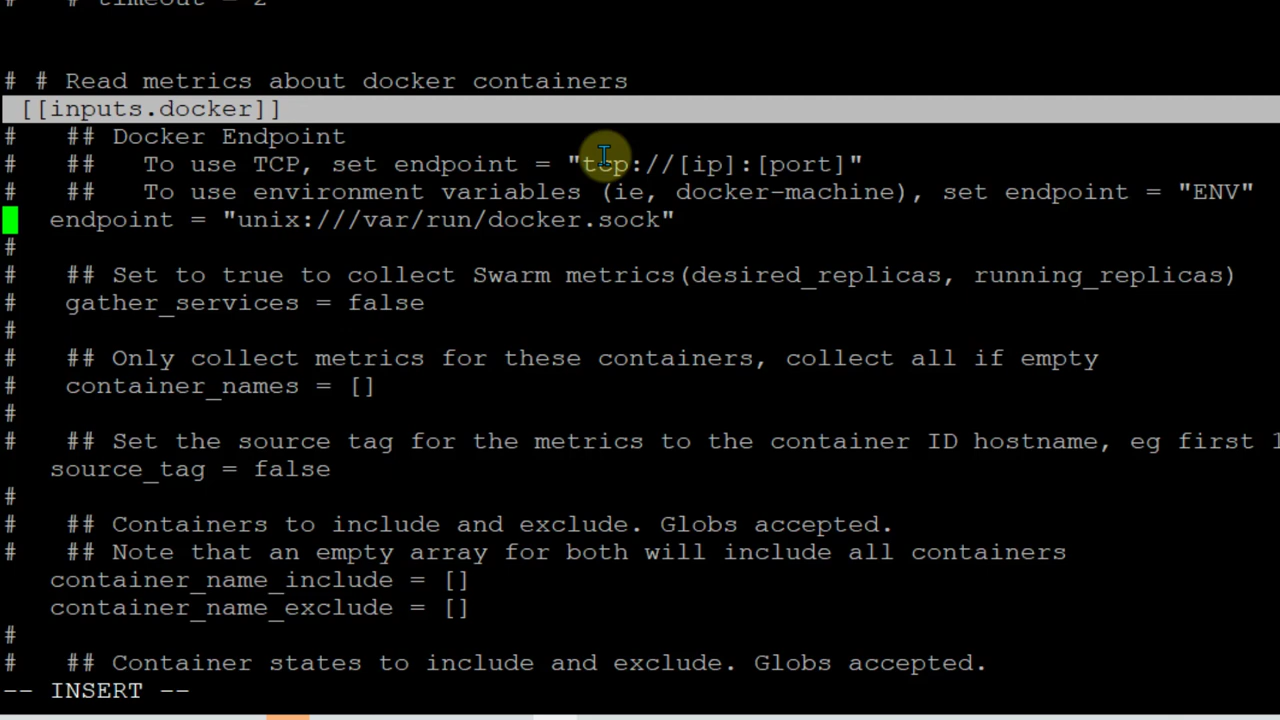 #   # timeout = 2
# # Read metrics about docker containers
[[inputs.docker]]
#   ## Docker Endpoint
#   ##   To use TCP, set endpoint = "tcp://[ip]:[port]"
#   ##   To use environment variables (ie, docker-machine), set endpoint = "ENV"
endpoint = "unix:///var/run/docker.sock"
#
#   ## Set to true to collect Swarm metrics(desired_replicas, running_replicas)
#   gather_services = false
#
#   ## Only collect metrics for these containers, collect all if empty
#   container_names = []
#
#   ## Set the source tag for the metrics to the container ID hostname, eg first 1
source_tag = false
#
#   ## Containers to include and exclude. Globs accepted.
#   ## Note that an empty array for both will include all containers
container_name_include = []
container_name_exclude = []
#
#   ## Container states to include and exclude. Globs accepted.
-- INSERT --